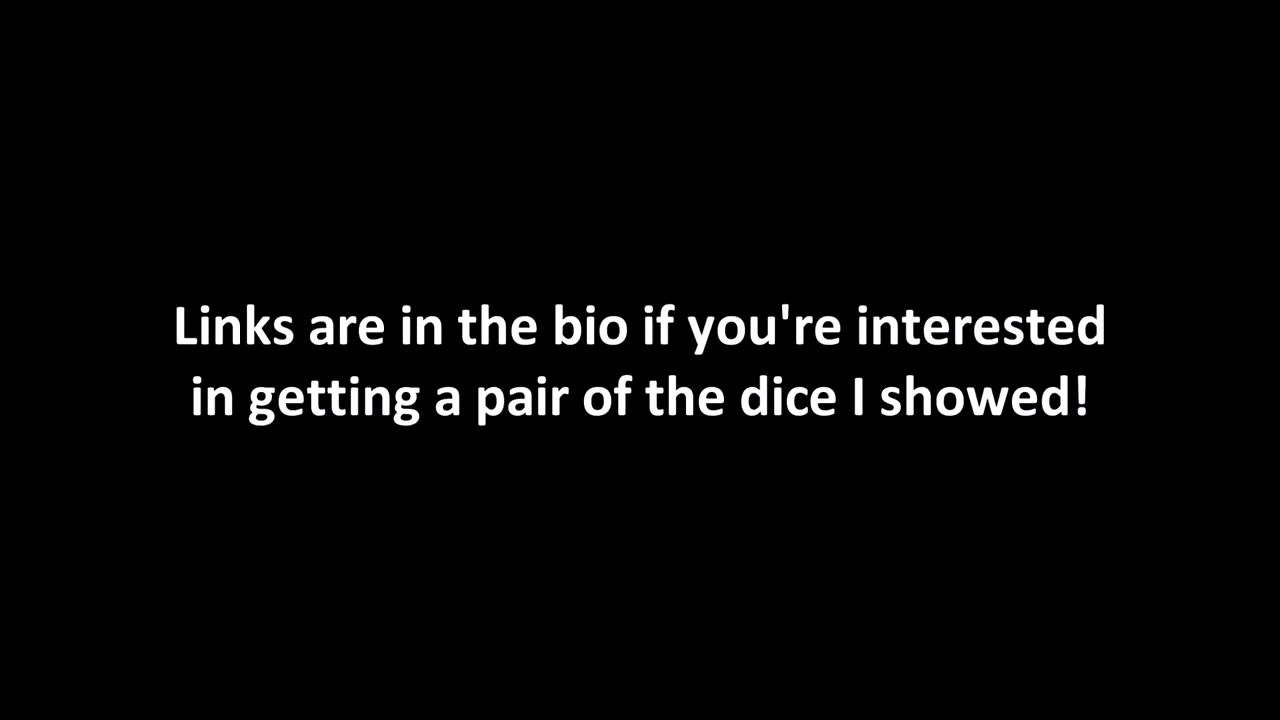 Links are in the bio if you're interested
in getting a pair of the dice I showed!